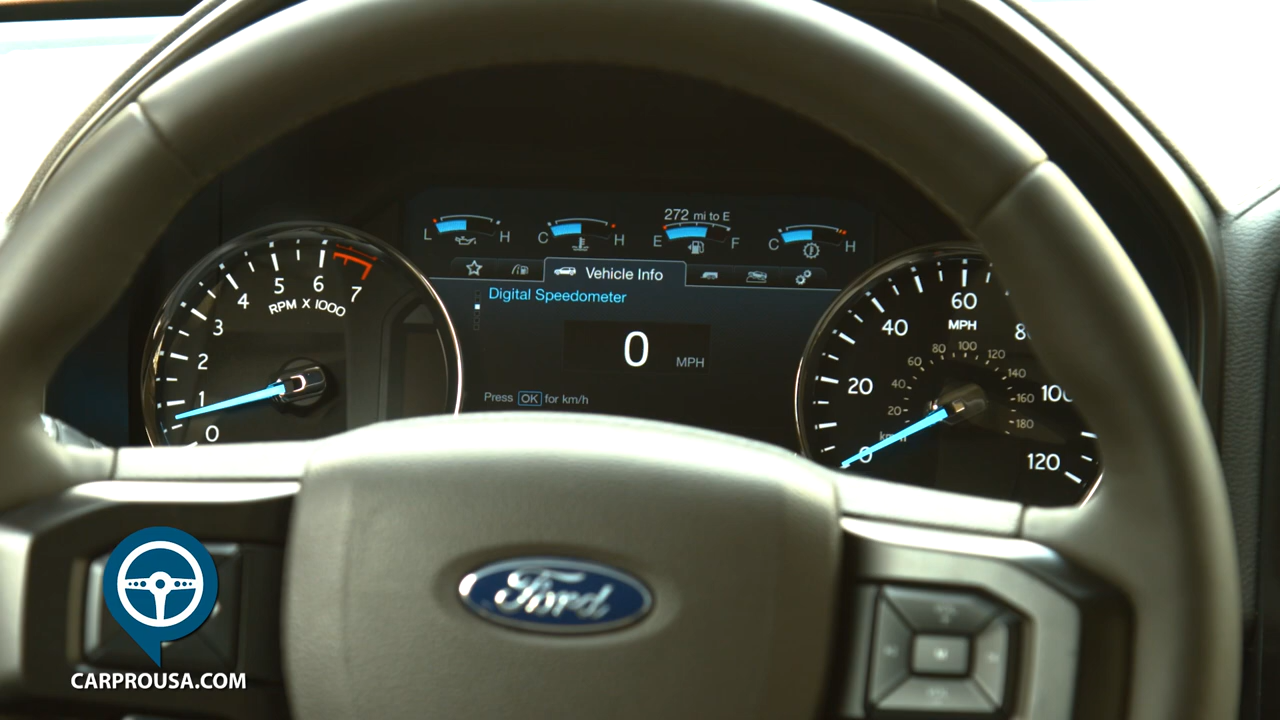 272 mi to E
L H C H E F C H
Vehicle Info
Digital Speedometer
0 MPH
Press OK for km/h
0 1 2 3 4 5 6 7
RPM X 1000
0 20 40 60 8 100 120
MPH
20 40 60 80 100 120 140 160 180
Ford
CARPROUSA.COM